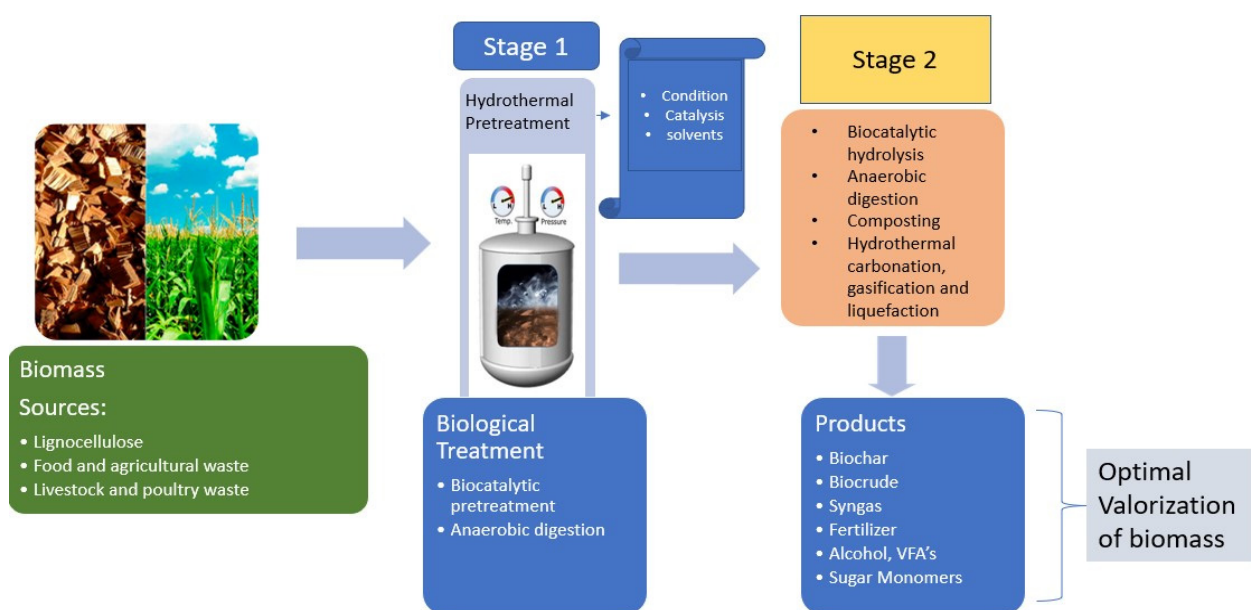 Biomass
Sources:
• Lignocellulose
• Food and agricultural waste
• Livestock and poultry waste
Stage 1
Hydrothermal
Pretreatment
L H
Temp.
L H
Pressure
• Condition
• Catalysis
• solvents
Biological
Treatment
• Biocatalytic
pretreatment
• Anaerobic digestion
Stage 2
• Biocatalytic
hydrolysis
• Anaerobic
digestion
• Composting
• Hydrothermal
carbonation,
gasification and
liquefaction
Products
• Biochar
• Biocrude
• Syngas
• Fertilizer
• Alcohol, VFA's
• Sugar Monomers
Optimal
Valorization
of biomass